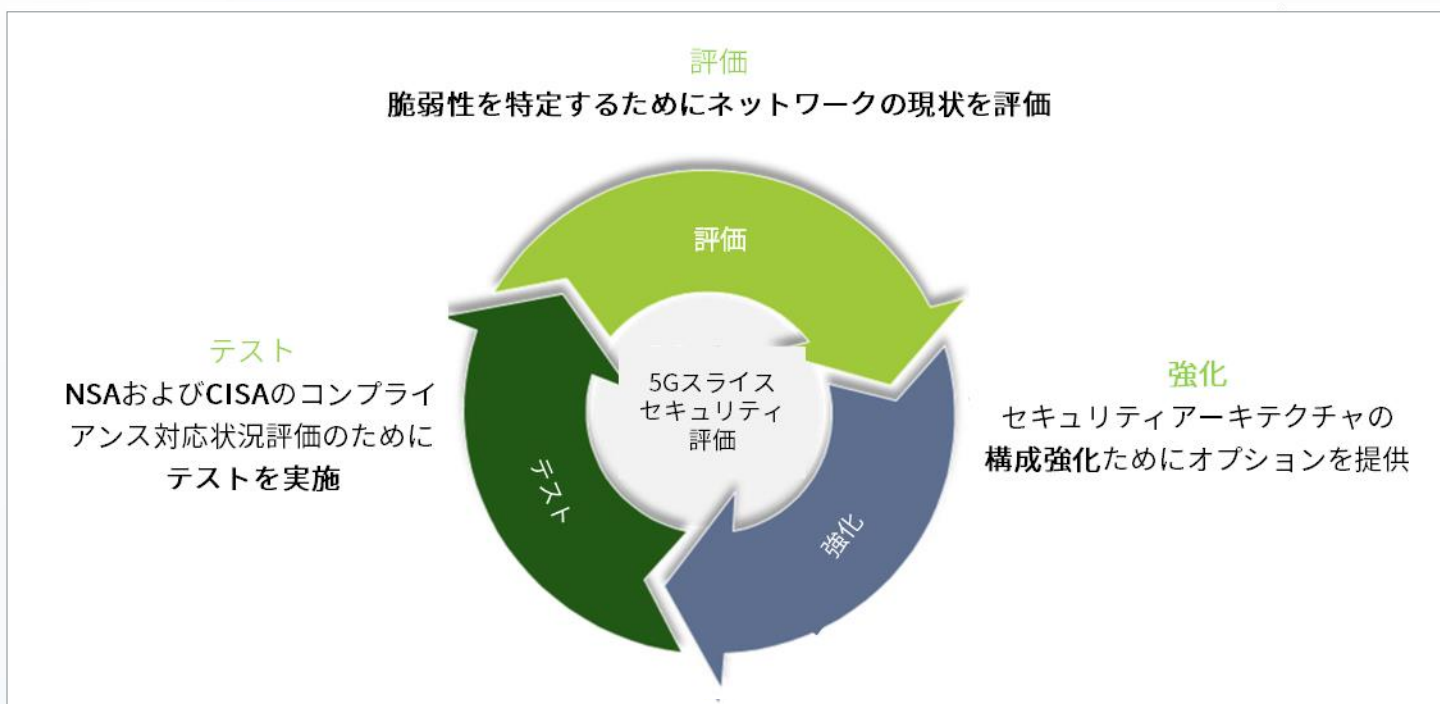 評価
脆弱性を特定するためにネットワークの現状を評価
評価
テスト
NSAおよびCISAのコンプライ
アンス対応状況評価のために
テストを実施
5Gスライス
セキュリティ
評価
強化
セキュリティアーキテクチャの
構成強化ためにオプションを提供
テスト
強化